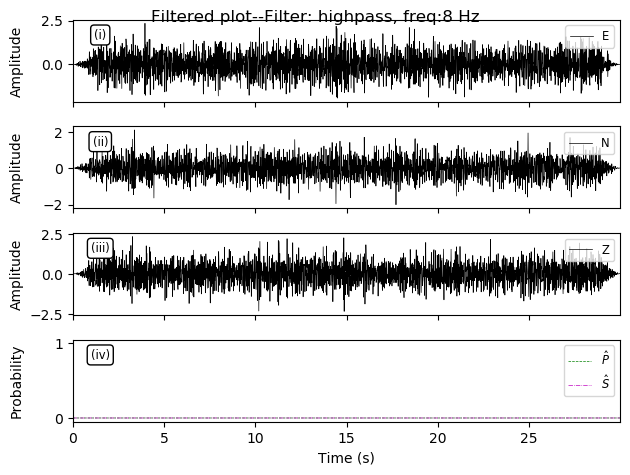 Filtered plot--Filter: highpass, freq:8 Hz
2.5
0.0
Amplitude
(i)
E
2
0
−2
Amplitude
(ii)
N
2.5
0.0
−2.5
Amplitude
(iii)
Z
1
0
Probability
(iv)
P̂
Ŝ
0 5 10 15 20 25
Time (s)